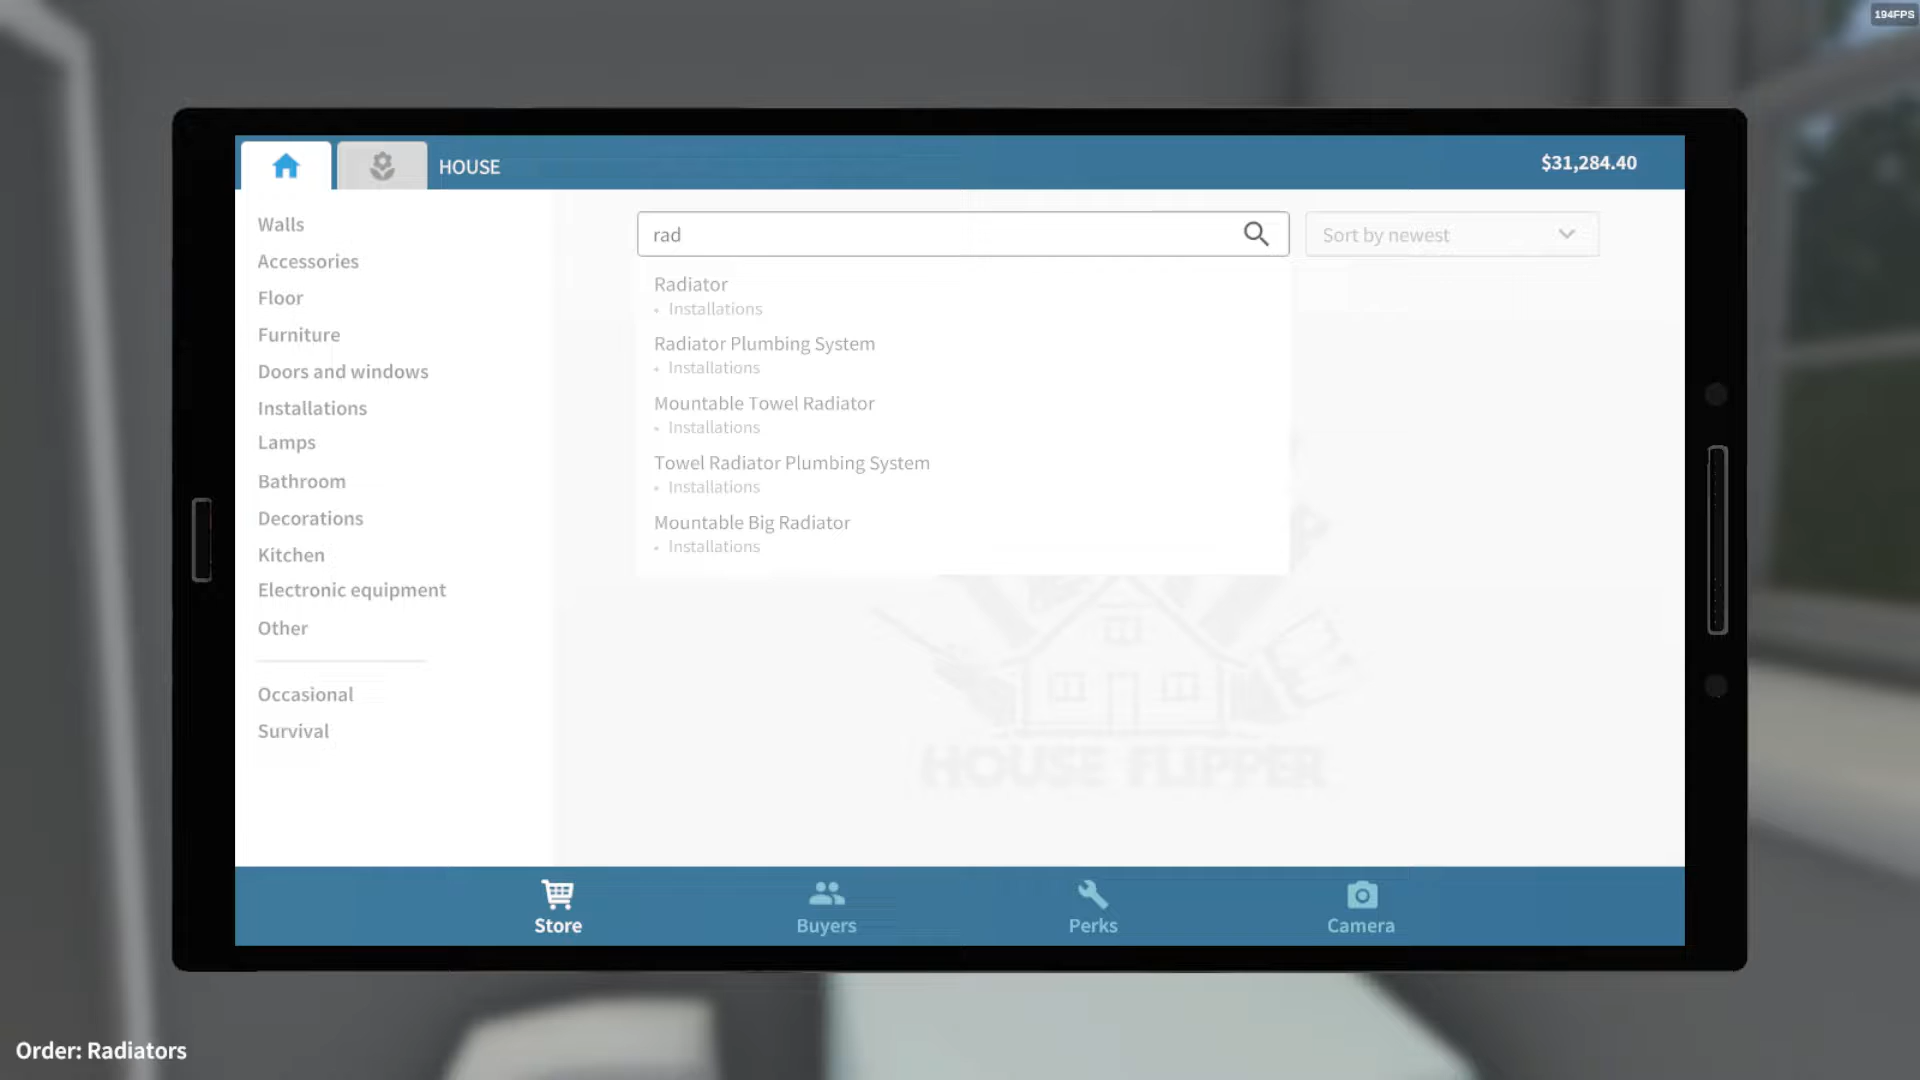 194FPS
HOUSE
$31,284.40
Walls
Accessories
Floor
Furniture
Doors and windows
Installations
Lamps
Bathroom
Decorations
Kitchen
Electronic equipment
Other
Occasional
Survival
rad
Sort by newest
Radiator
• Installations
Radiator Plumbing System
• Installations
Mountable Towel Radiator
• Installations
Towel Radiator Plumbing System
• Installations
Mountable Big Radiator
• Installations
HOUSE FLIPPER
Store
Buyers
Perks
Camera
Order: Radiators